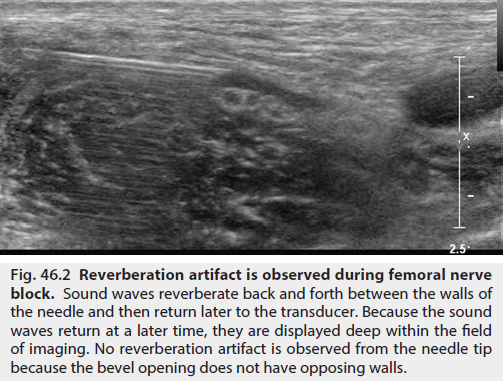 x
2.5
Fig. 46.2 Reverberation artifact is observed during femoral nerve
block. Sound waves reverberate back and forth between the walls of
the needle and then return later to the transducer. Because the sound
waves return at a later time, they are displayed deep within the field
of imaging. No reverberation artifact is observed from the needle tip
because the bevel opening does not have opposing walls.